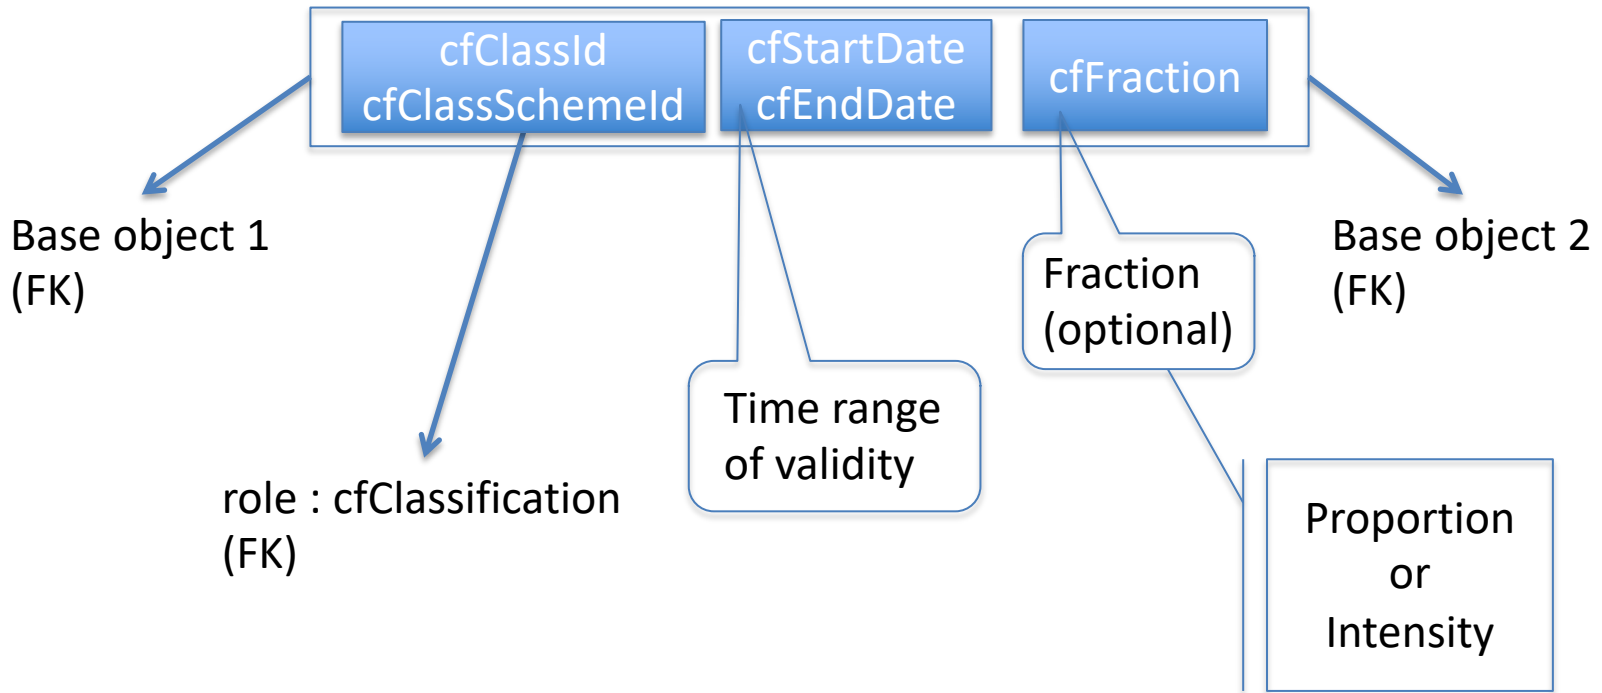 cfClassId
cfClassSchemeId
cfStartDate
cfEndDate
cfFraction
Base object 1
(FK)
Base object 2
(FK)
Fraction
(optional)
Time range
of validity
role : cfClassification
(FK)
Proportion
or
Intensity